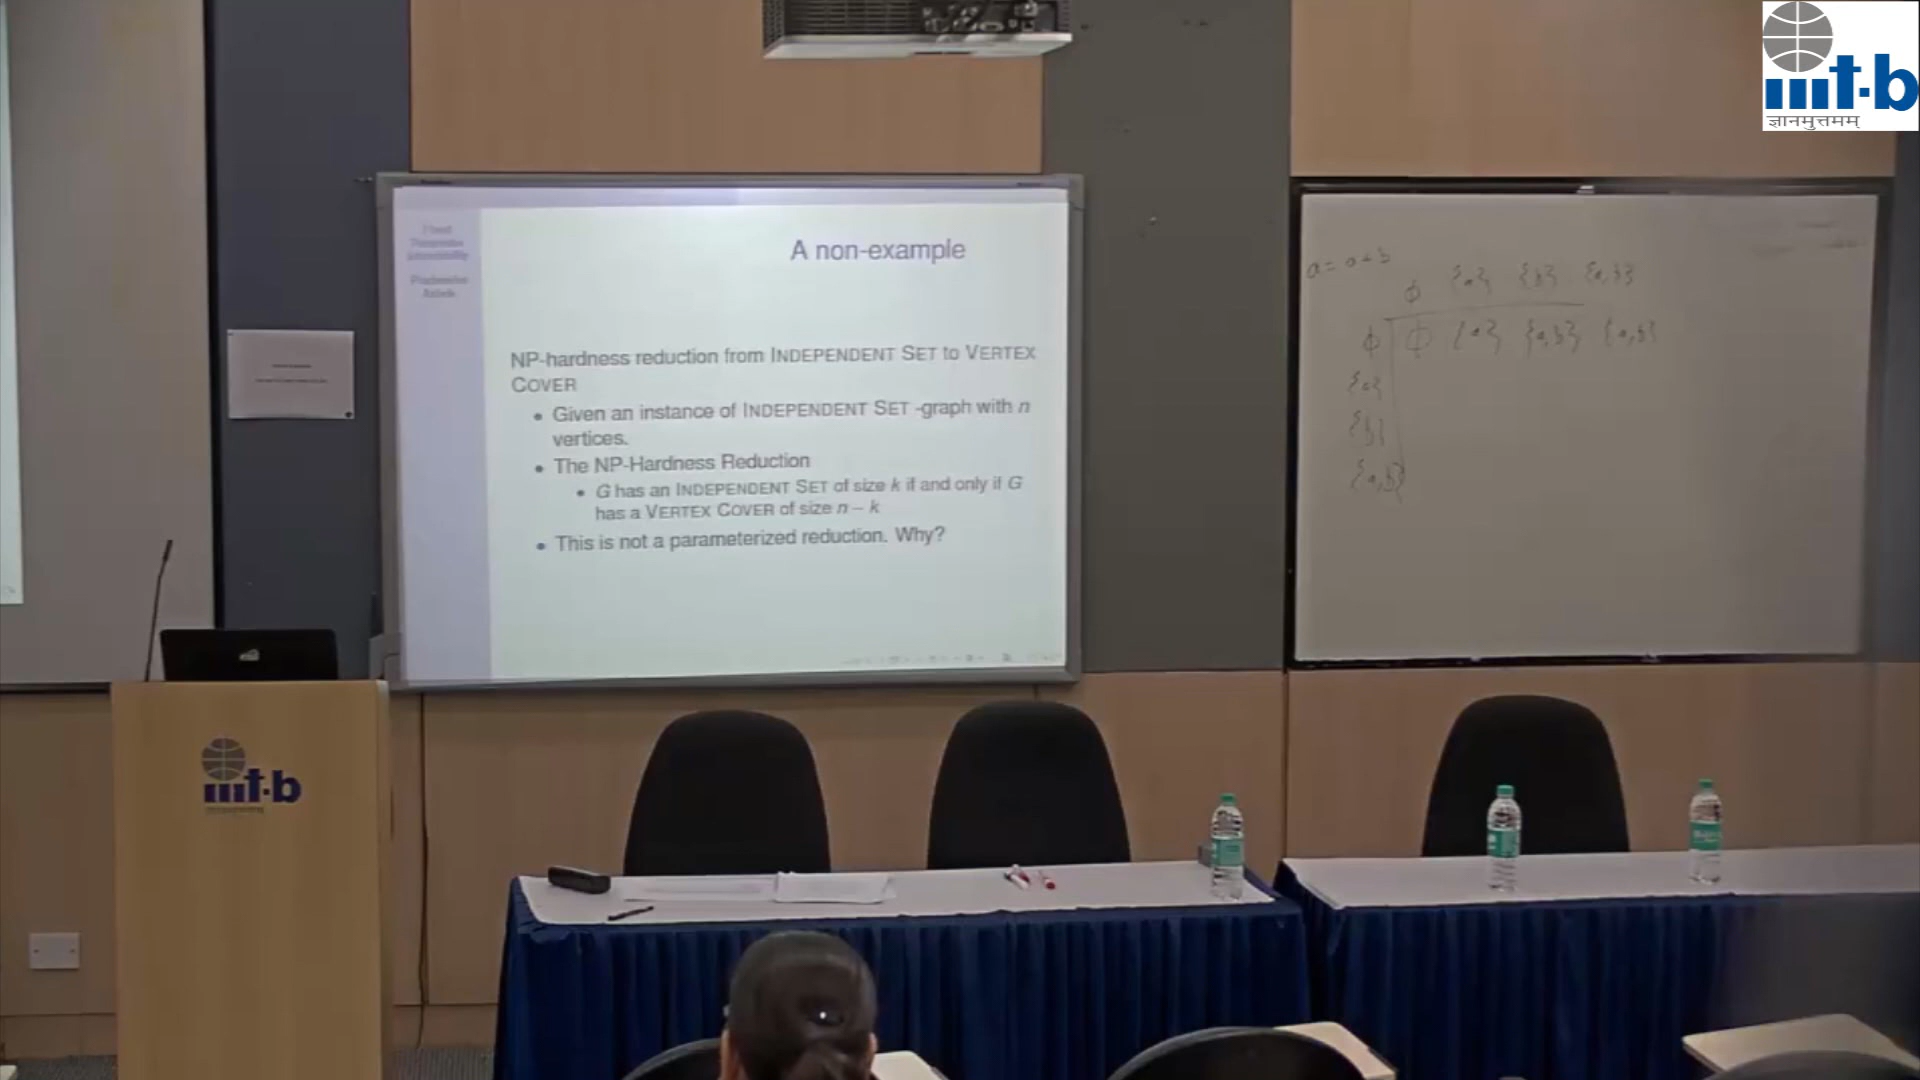 iiit-b
ज्ञानमुत्तमम्
Fixed
Parameter
A non-example
NP-hardness reduction from INDEPENDENT SET to VERTEX
COVER
• Given an instance of INDEPENDENT SET -graph with n
vertices.
• The NP-Hardness Reduction
• G has an INDEPENDENT SET of size k if and only if G
has a VERTEX COVER of size n – k
• This is not a parameterized reduction. Why?
a = a + b
ϕ {a} {b} {a,b}
ϕ ϕ {a} {a,b} {a,b}
{a}
{b}
{a,b}
iiit-b